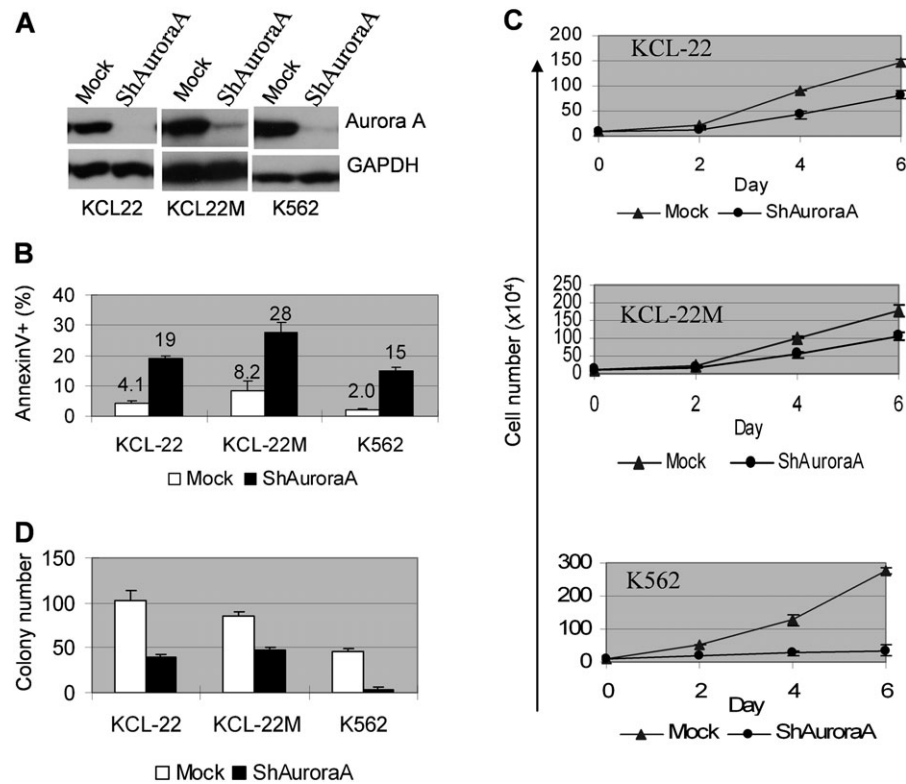 A
Mock ShAuroraA Mock ShAuroraA Mock ShAuroraA
Aurora A
GAPDH
KCL22 KCL22M K562
B
AnnexinV+ (%)
40
30
20
10
0
4.1 19 8.2 28 2.0 15
KCL-22 KCL-22M K562
Mock ShAuroraA
D
Colony number
150
100
50
0
KCL-22 KCL-22M K562
Mock ShAuroraA
C
Cell number (x10⁴)
KCL-22
200
150
100
50
0
0 2 4 6
Day
Mock ShAuroraA
KCL-22M
250
200
150
100
50
0
0 2 4 6
Day
Mock ShAuroraA
K562
300
200
100
0
0 2 4 6
Day
Mock ShAuroraA